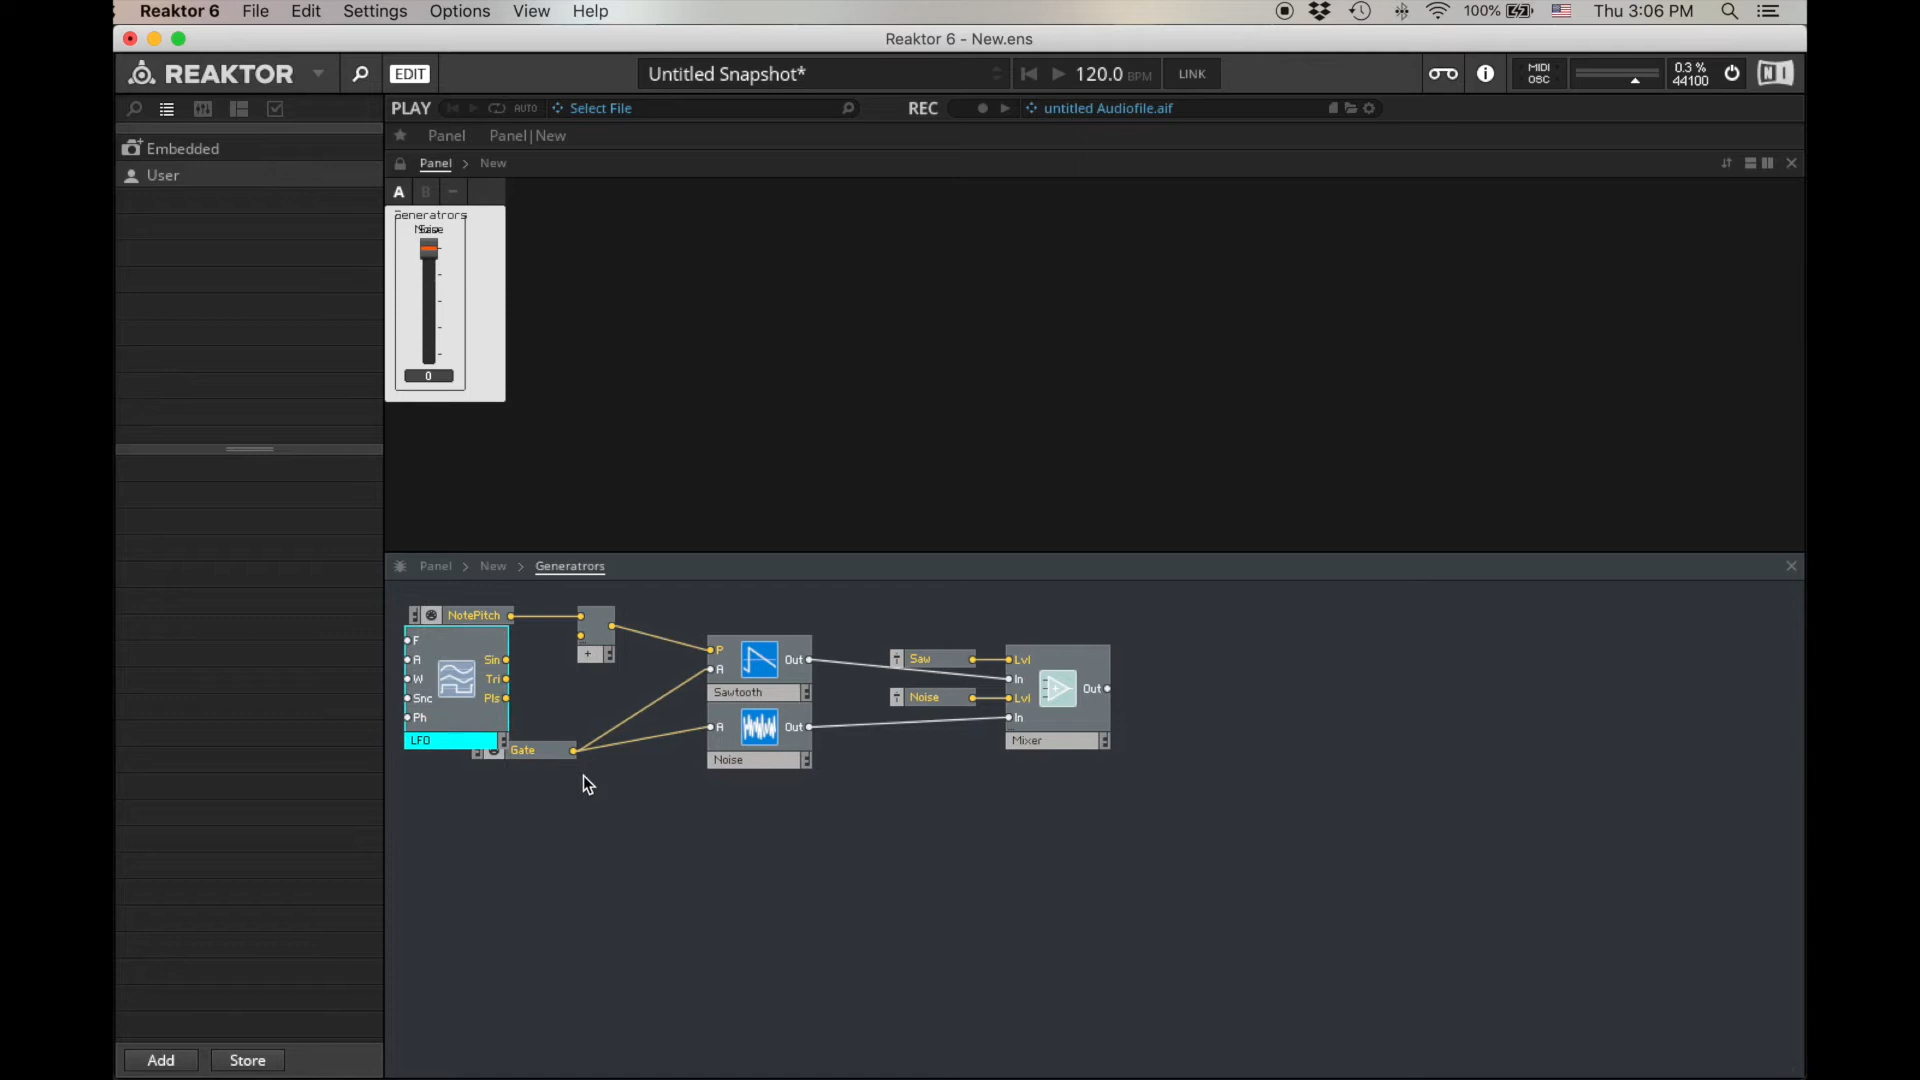 Reaktor 6 File Edit Settings Options View Help 100% Thu 3:06 PM
Reaktor 6 - New.ens
REAKTOR EDIT Untitled Snapshot* 120.0 BPM LINK MIDI OSC 0.3 % 44100
PLAY AUTO Select File REC untitled Audiofile.aif
Panel Panel|New
Embedded
Panel > New
User
A B
Generatrors
0
Panel > New > Generatrors
NotePitch
F
A Sin
W Tri
Snc Pls
Ph
LFO
Gate
+
P
A Out
Sawtooth
A Out
Noise
Saw
Noise
Lvl
In
Lvl
In
Out
Mixer
Add Store